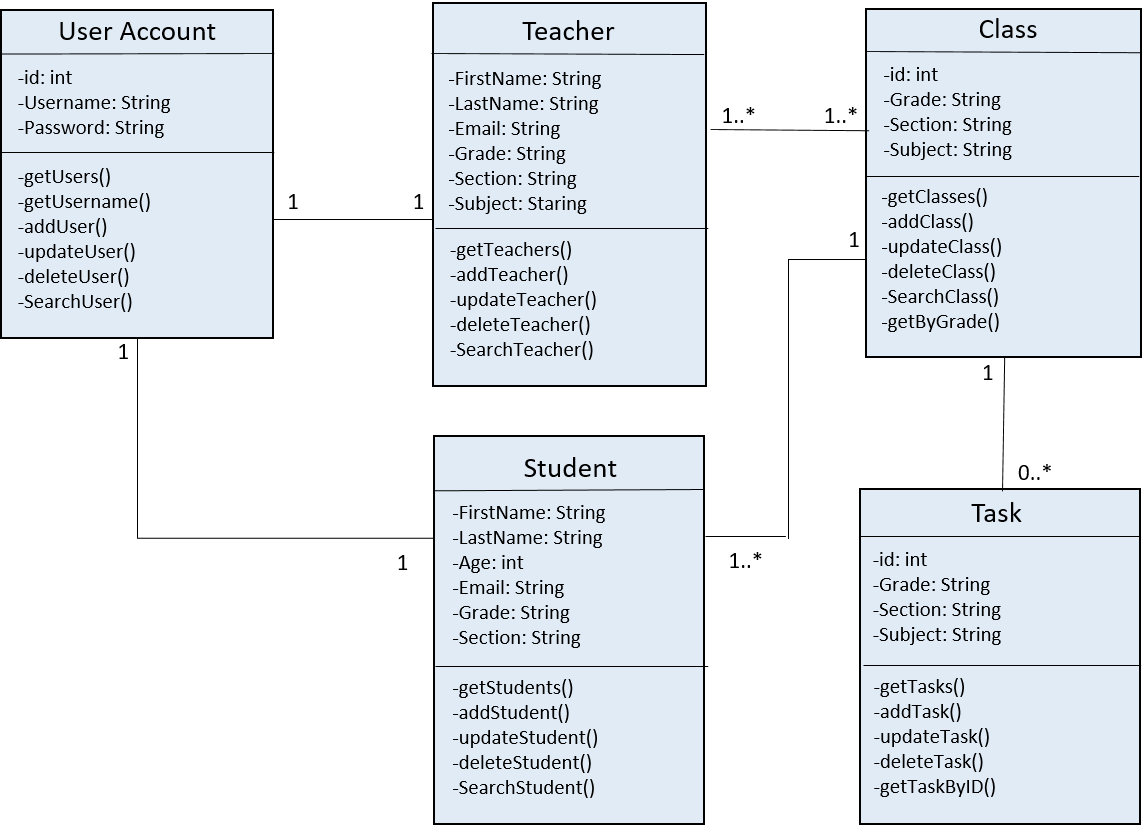 User Account
-id: int
-Username: String
-Password: String
-getUsers()
-getUsername()
-addUser()
-updateUser()
-deleteUser()
-SearchUser()
1
1
1
1
Teacher
-FirstName: String
-LastName: String
-Email: String
-Grade: String
-Section: String
-Subject: Staring
-getTeachers()
-addTeacher()
-updateTeacher()
-deleteTeacher()
-SearchTeacher()
1..*
1..*
Class
-id: int
-Grade: String
-Section: String
-Subject: String
-getClasses()
-addClass()
-updateClass()
-deleteClass()
-SearchClass()
-getByGrade()
1
1
0..*
Student
-FirstName: String
-LastName: String
-Age: int
-Email: String
-Grade: String
-Section: String
-getStudents()
-addStudent()
-updateStudent()
-deleteStudent()
-SearchStudent()
1..*
Task
-id: int
-Grade: String
-Section: String
-Subject: String
-getTasks()
-addTask()
-updateTask()
-deleteTask()
-getTaskByID()